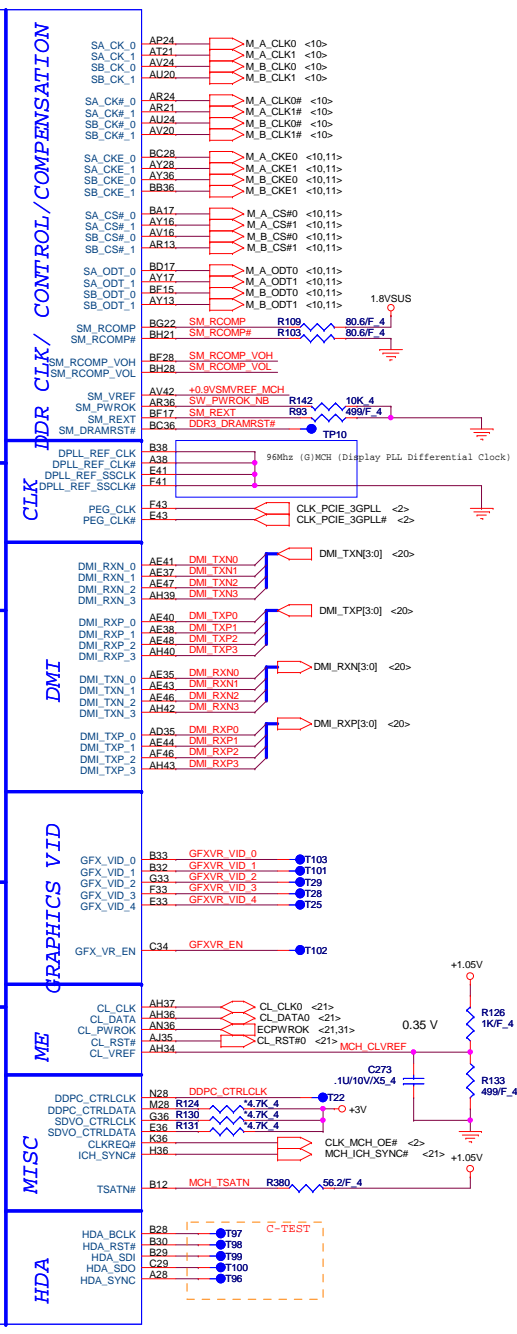 DDR CLK/ CONTROL/COMPENSATION
SA_CK_0 AP24 M_A_CLK0 <10>
SA_CK_1 AT21 M_A_CLK1 <10>
SB_CK_0 AV24 M_B_CLK0 <10>
SB_CK_1 AU20 M_B_CLK1 <10>
SA_CK#_0 AR24 M_A_CLK0# <10>
SA_CK#_1 AR21 M_A_CLK1# <10>
SB_CK#_0 AU24 M_B_CLK0# <10>
SB_CK#_1 AV20 M_B_CLK1# <10>
SA_CKE_0 BC28 M_A_CKE0 <10,11>
SA_CKE_1 AY28 M_A_CKE1 <10,11>
SB_CKE_0 AY36 M_B_CKE0 <10,11>
SB_CKE_1 BB36 M_B_CKE1 <10,11>
SA_CS#_0 BA17 M_A_CS#0 <10,11>
SA_CS#_1 AY16 M_A_CS#1 <10,11>
SB_CS#_0 AV16 M_B_CS#0 <10,11>
SB_CS#_1 AR13 M_B_CS#1 <10,11>
SA_ODT_0 BD17 M_A_ODT0 <10,11>
SA_ODT_1 AY17 M_A_ODT1 <10,11>
SB_ODT_0 BF15 M_B_ODT0 <10,11>
SB_ODT_1 AY13 M_B_ODT1 <10,11>
1.8VSUS
SM_RCOMP BG22 SM_RCOMP R109 80.6/F_4
SM_RCOMP# BH21 SM_RCOMP# R103 80.6/F_4
SM_RCOMP_VOH BF28 SM_RCOMP_VOH
SM_RCOMP_VOL BH28 SM_RCOMP_VOL
SM_VREF AV42 +0.9VSMVREF_MCH
SM_PWROK AR36 SW_PWROK_NB R142 10K_4
SM_REXT BF17 SM_REXT R93 499/F_4
SM_DRAMRST# BC36 DDR3_DRAMRST# TP10
CLK
DPLL_REF_CLK B38
DPLL_REF_CLK# A38
DPLL_REF_SSCLK E41
DPLL_REF_SSCLK# F41
96Mhz (G)MCH (Display PLL Differential Clock)
PEG_CLK F43 CLK_PCIE_3GPLL <2>
PEG_CLK# E43 CLK_PCIE_3GPLL# <2>
DMI
DMI_TXN[3:0] <20>
DMI_RXN_0 AE41 DMI_TXN0
DMI_RXN_1 AE37 DMI_TXN1
DMI_RXN_2 AE47 DMI_TXN2
DMI_RXN_3 AH39 DMI_TXN3
DMI_TXP[3:0] <20>
DMI_RXP_0 AE40 DMI_TXP0
DMI_RXP_1 AE38 DMI_TXP1
DMI_RXP_2 AE48 DMI_TXP2
DMI_RXP_3 AH40 DMI_TXP3
DMI_RXN[3:0] <20>
DMI_TXN_0 AE35 DMI_RXN0
DMI_TXN_1 AE43 DMI_RXN1
DMI_TXN_2 AE46 DMI_RXN2
DMI_TXN_3 AH42 DMI_RXN3
DMI_RXP[3:0] <20>
DMI_TXP_0 AD35 DMI_RXP0
DMI_TXP_1 AE44 DMI_RXP1
DMI_TXP_2 AF46 DMI_RXP2
DMI_TXP_3 AH43 DMI_RXP3
GRAPHICS VID
GFX_VID_0 B33 GFXVR_VID_0 T103
GFX_VID_1 B32 GFXVR_VID_1 T101
GFX_VID_2 G33 GFXVR_VID_2 T29
GFX_VID_3 F33 GFXVR_VID_3 T28
GFX_VID_4 E33 GFXVR_VID_4 T25
GFX_VR_EN C34 GFXVR_EN T102
ME
+1.05V
CL_CLK AH37 CL_CLK0 <21>
CL_DATA AH36 CL_DATA0 <21>
CL_PWROK AN36 ECPWROK <21,31>
CL_RST# AJ35 CL_RST#0 <21>
CL_VREF AH34 MCH_CLVREF
0.35 V
R126
1K/F_4
C273
.1U/10V/X5_4
R133
499/F_4
MISC
DDPC_CTRLCLK N28 DDPC_CTRLCLK T22
DDPC_CTRLDATA M28 R124 *4.7K_4 +3V
SDVO_CTRLCLK G36 R130 *4.7K_4
SDVO_CTRLDATA E36 R131 *4.7K_4
CLKREQ# K36 CLK_MCH_OE# <2>
ICH_SYNC# H36 MCH_ICH_SYNC# <21>
+1.05V
TSATN# B12 MCH_TSATN R380 56.2/F_4
HDA
C-TEST
HDA_BCLK B28 T97
HDA_RST# B30 T98
HDA_SDI B29 T99
HDA_SDO C29 T100
HDA_SYNC A28 T96